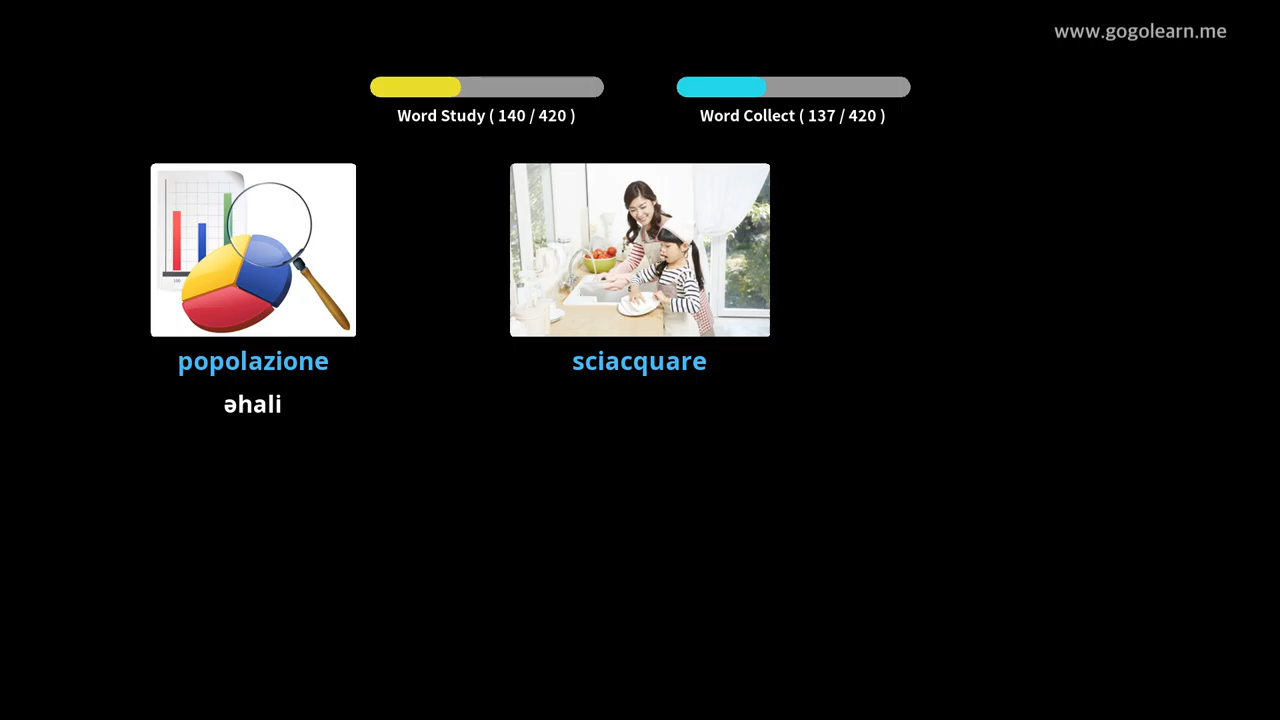 www.gogolearn.me
Word Study ( 140 / 420 )
Word Collect ( 137 / 420 )
popolazione
sciacquare
əhali